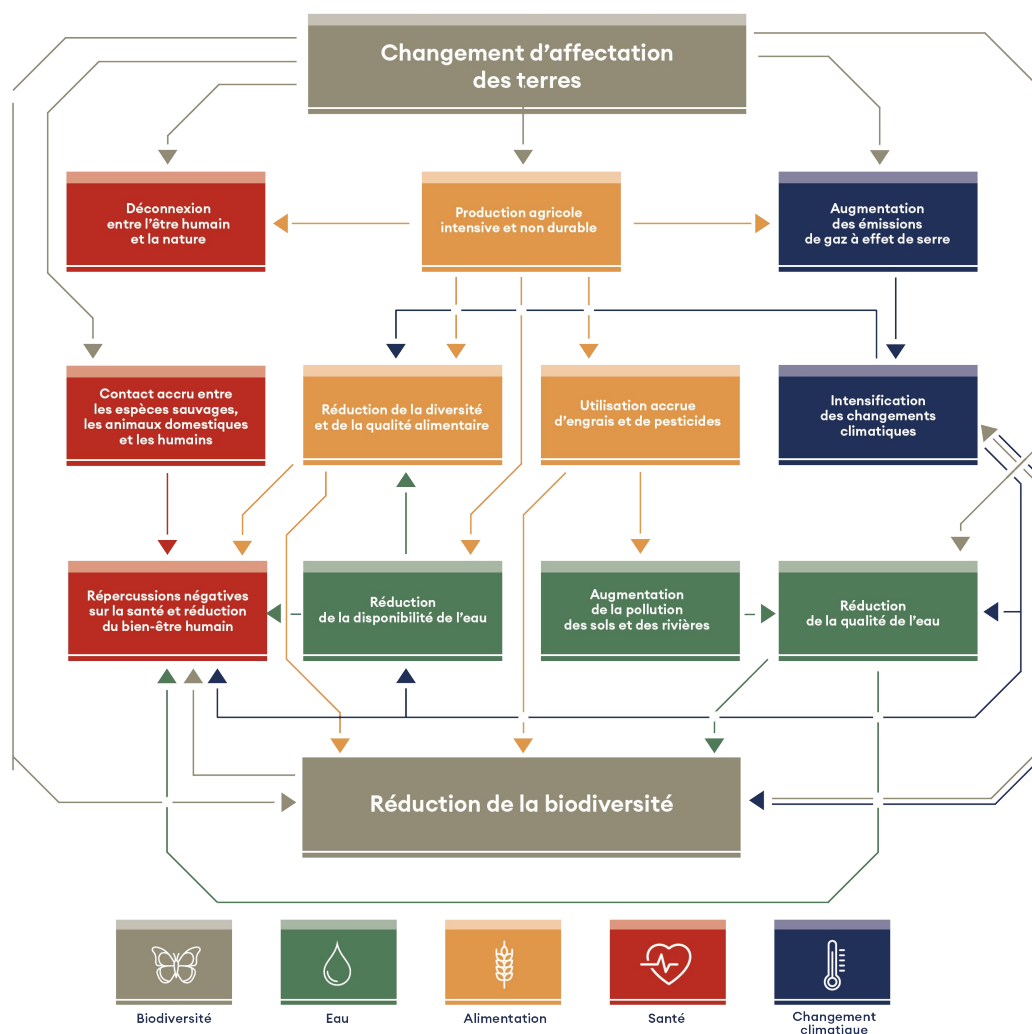 Changement d’affectation
des terres
Déconnexion
entre l’être humain
et la nature
Production agricole
intensive et non durable
Augmentation
des émissions
de gaz à effet de serre
Contact accru entre
les espèces sauvages,
les animaux domestiques
et les humains
Réduction de la diversité
et de la qualité alimentaire
Utilisation accrue
d’engrais et de pesticides
Intensification
des changements
climatiques
Répercussions négatives
sur la santé et réduction
du bien-être humain
Réduction
de la disponibilité de l’eau
Augmentation
de la pollution
des sols et des rivières
Réduction
de la qualité de l’eau
Réduction de la biodiversité
Biodiversité
Eau
Alimentation
Santé
Changement
climatique